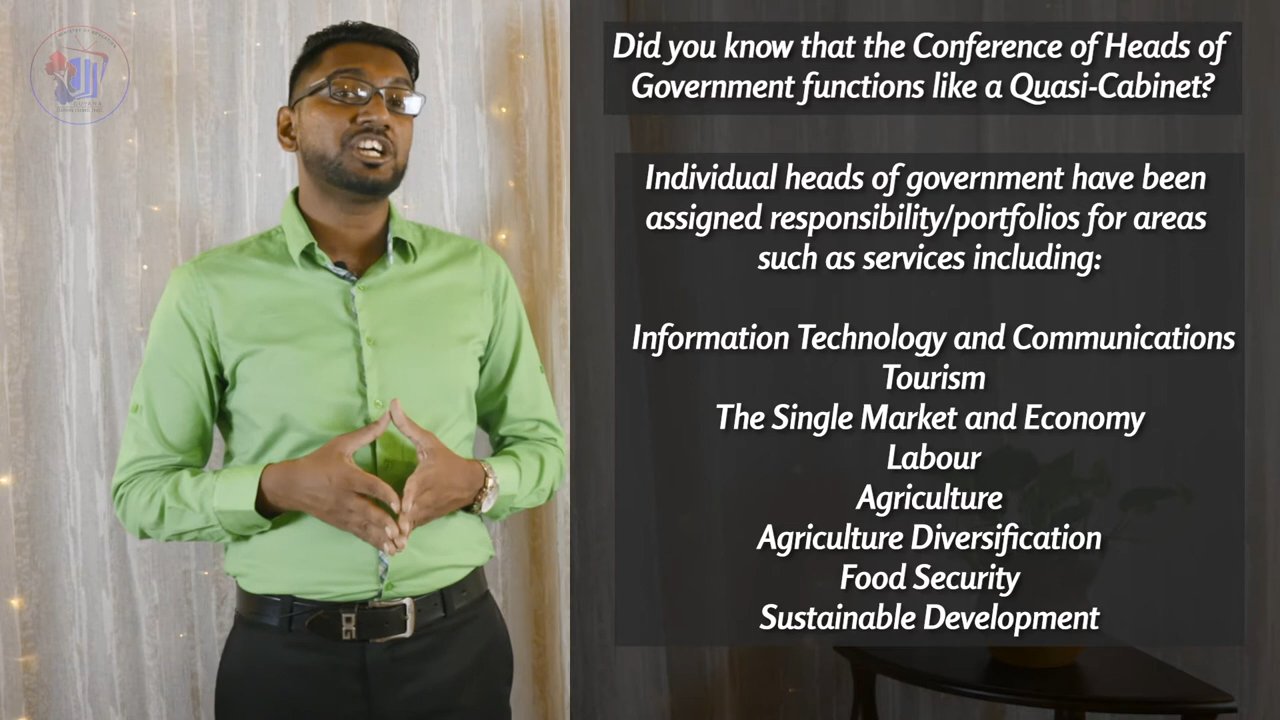 Did you know that the Conference of Heads of
Government functions like a Quasi-Cabinet?
Individual heads of government have been
assigned responsibility/portfolios for areas
such as services including:
Information Technology and Communications
Tourism
The Single Market and Economy
Labour
Agriculture
Agriculture Diversification
Food Security
Sustainable Development
DG